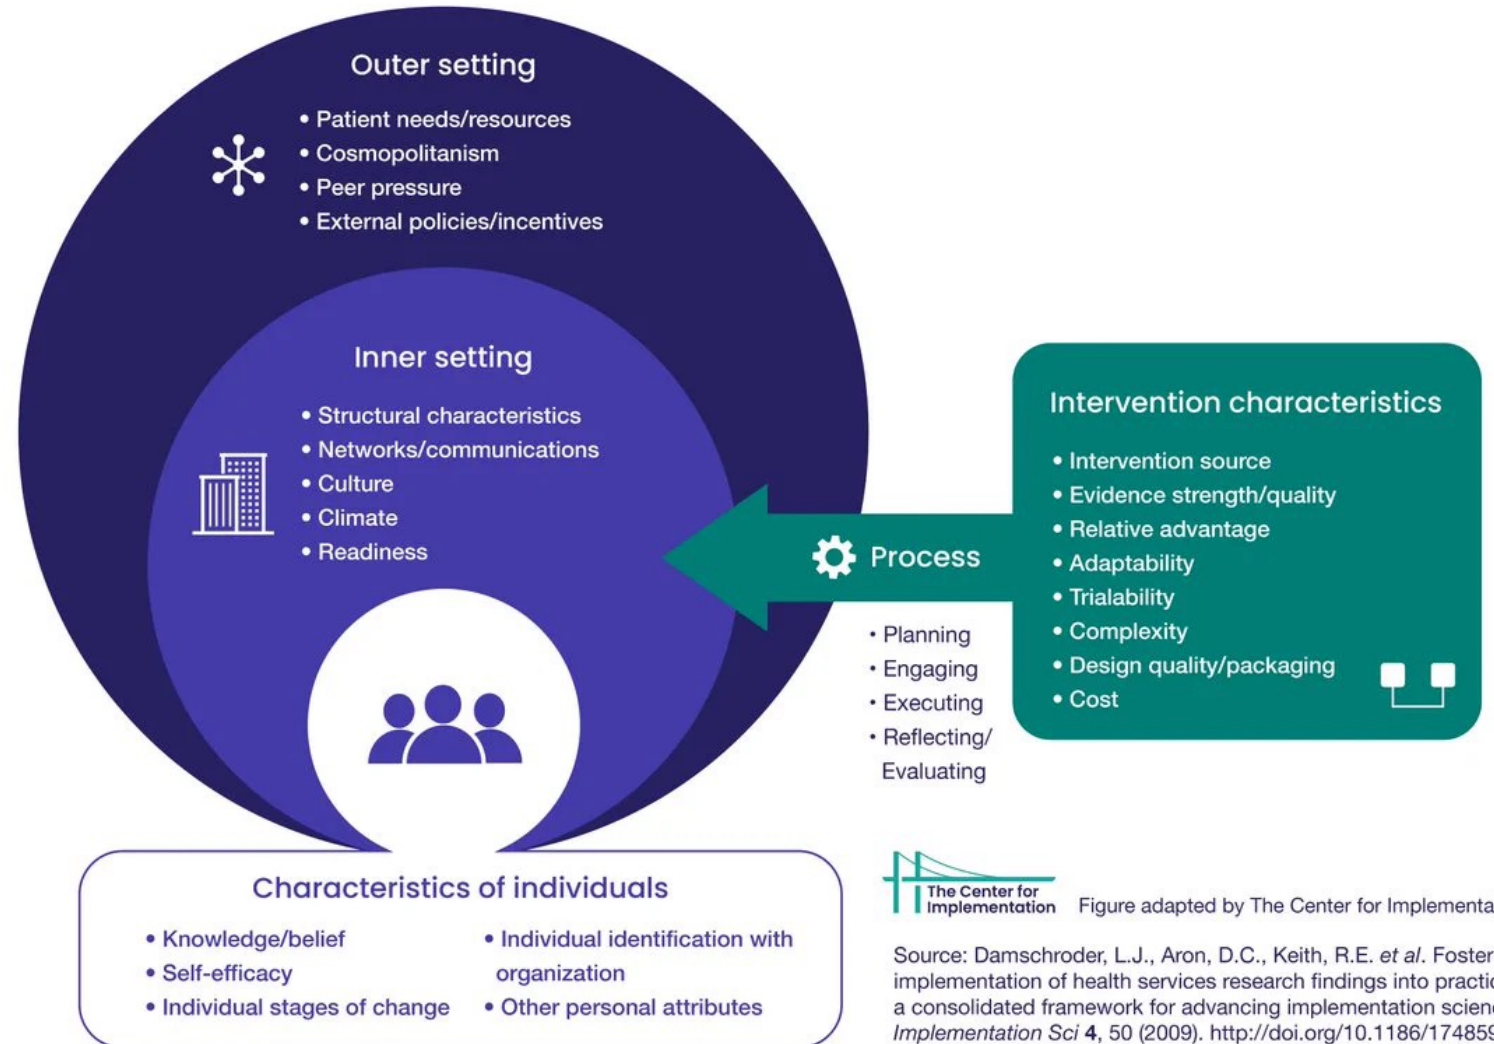 Outer setting
• Patient needs/resources
• Cosmopolitanism
• Peer pressure
• External policies/incentives
Inner setting
• Structural characteristics
• Networks/communications
• Culture
• Climate
• Readiness
Process
• Planning
• Engaging
• Executing
• Reflecting/
Evaluating
Intervention characteristics
• Intervention source
• Evidence strength/quality
• Relative advantage
• Adaptability
• Trialability
• Complexity
• Design quality/packaging
• Cost
Characteristics of individuals
• Knowledge/belief
• Self-efficacy
• Individual stages of change
• Individual identification with
organization
• Other personal attributes
The Center for
Implementation
Figure adapted by The Center for Implementa
Source: Damschroder, L.J., Aron, D.C., Keith, R.E. et al. Foster
implementation of health services research findings into practic
a consolidated framework for advancing implementation scienc
Implementation Sci 4, 50 (2009). http://doi.org/10.1186/174859